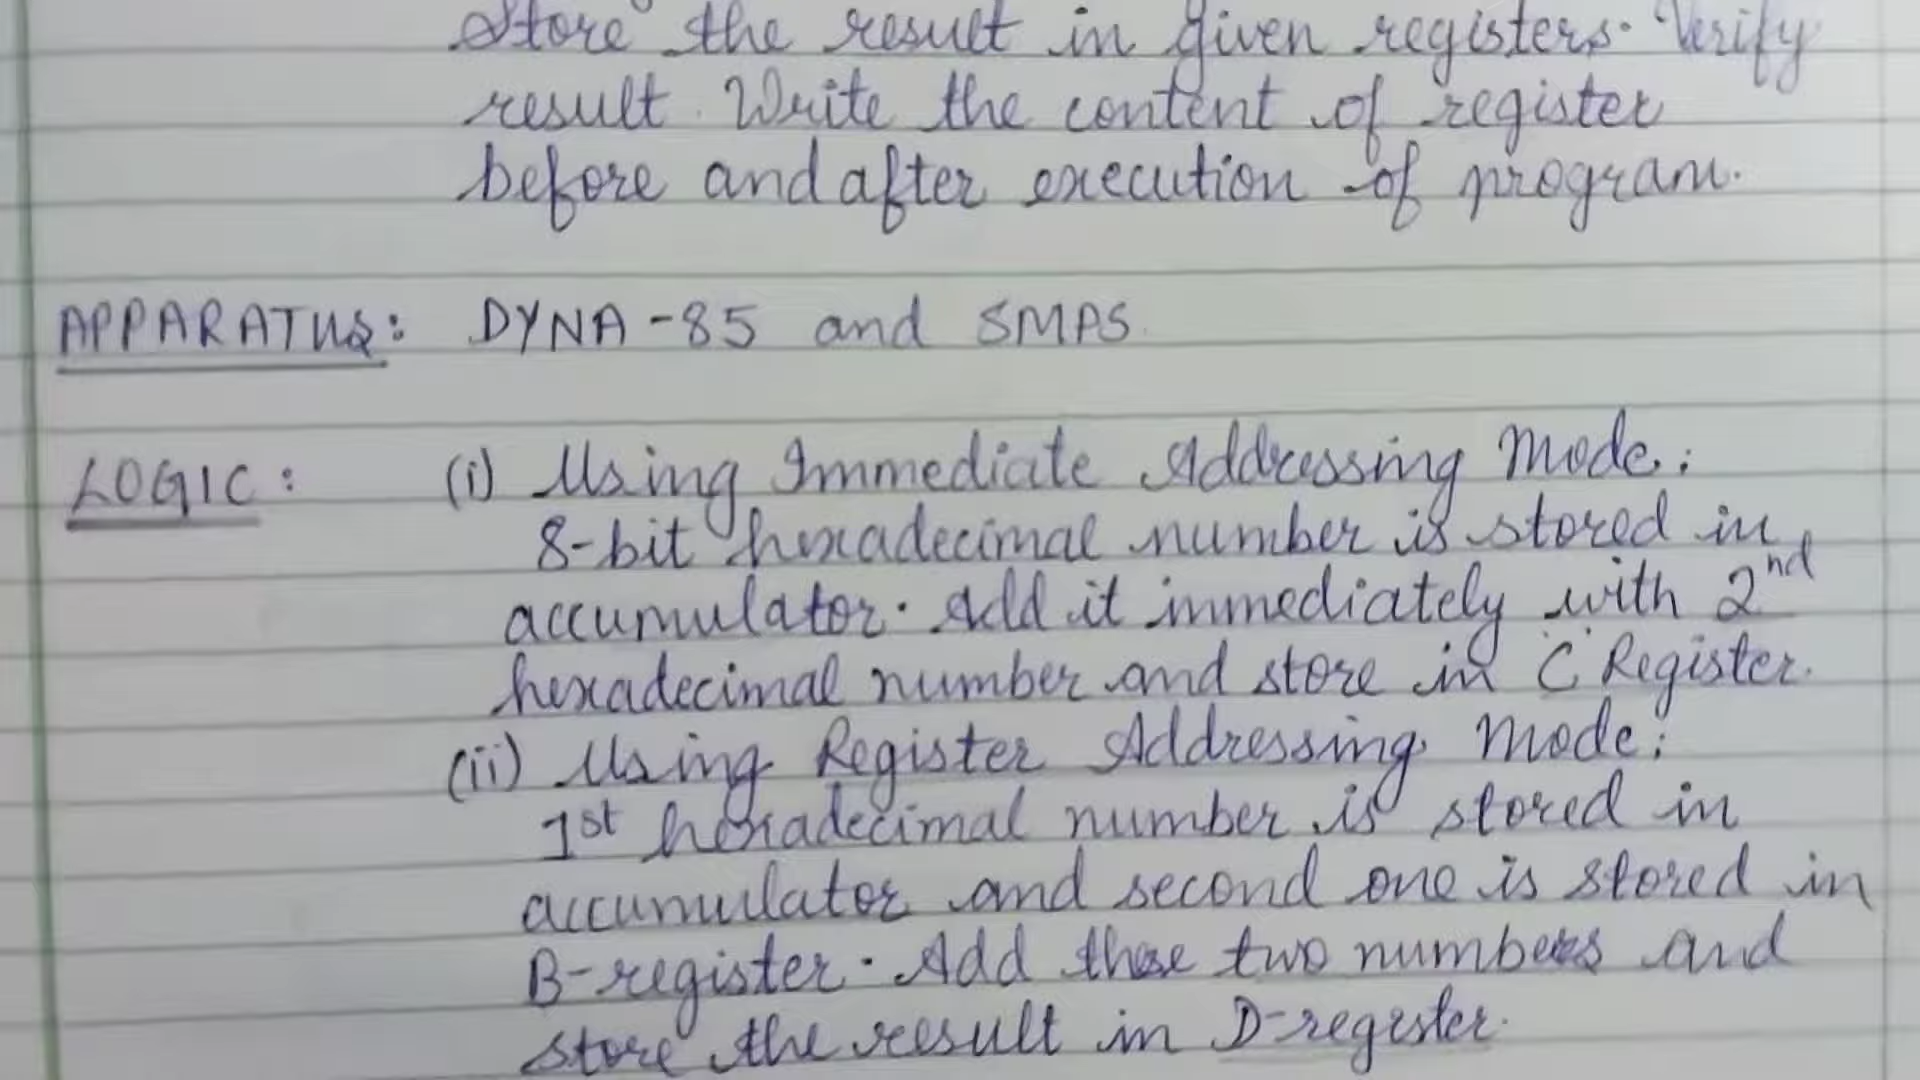 Store the result in given registers. Verify
result. Write the content of register
before and after execution of program.
APPARATUS: DYNA-85 and SMPS
LOGIC: (i) Using Immediate Addressing Mode:
8-bit hexadecimal number is stored in
accumulator. Add it immediately with 2nd
hexadecimal number and store in 'C' Register.
(ii) Using Register Addressing Mode:
1st hexadecimal number is stored in
accumulator and second one is stored in
B-register. Add these two numbers and
store the result in D-register.